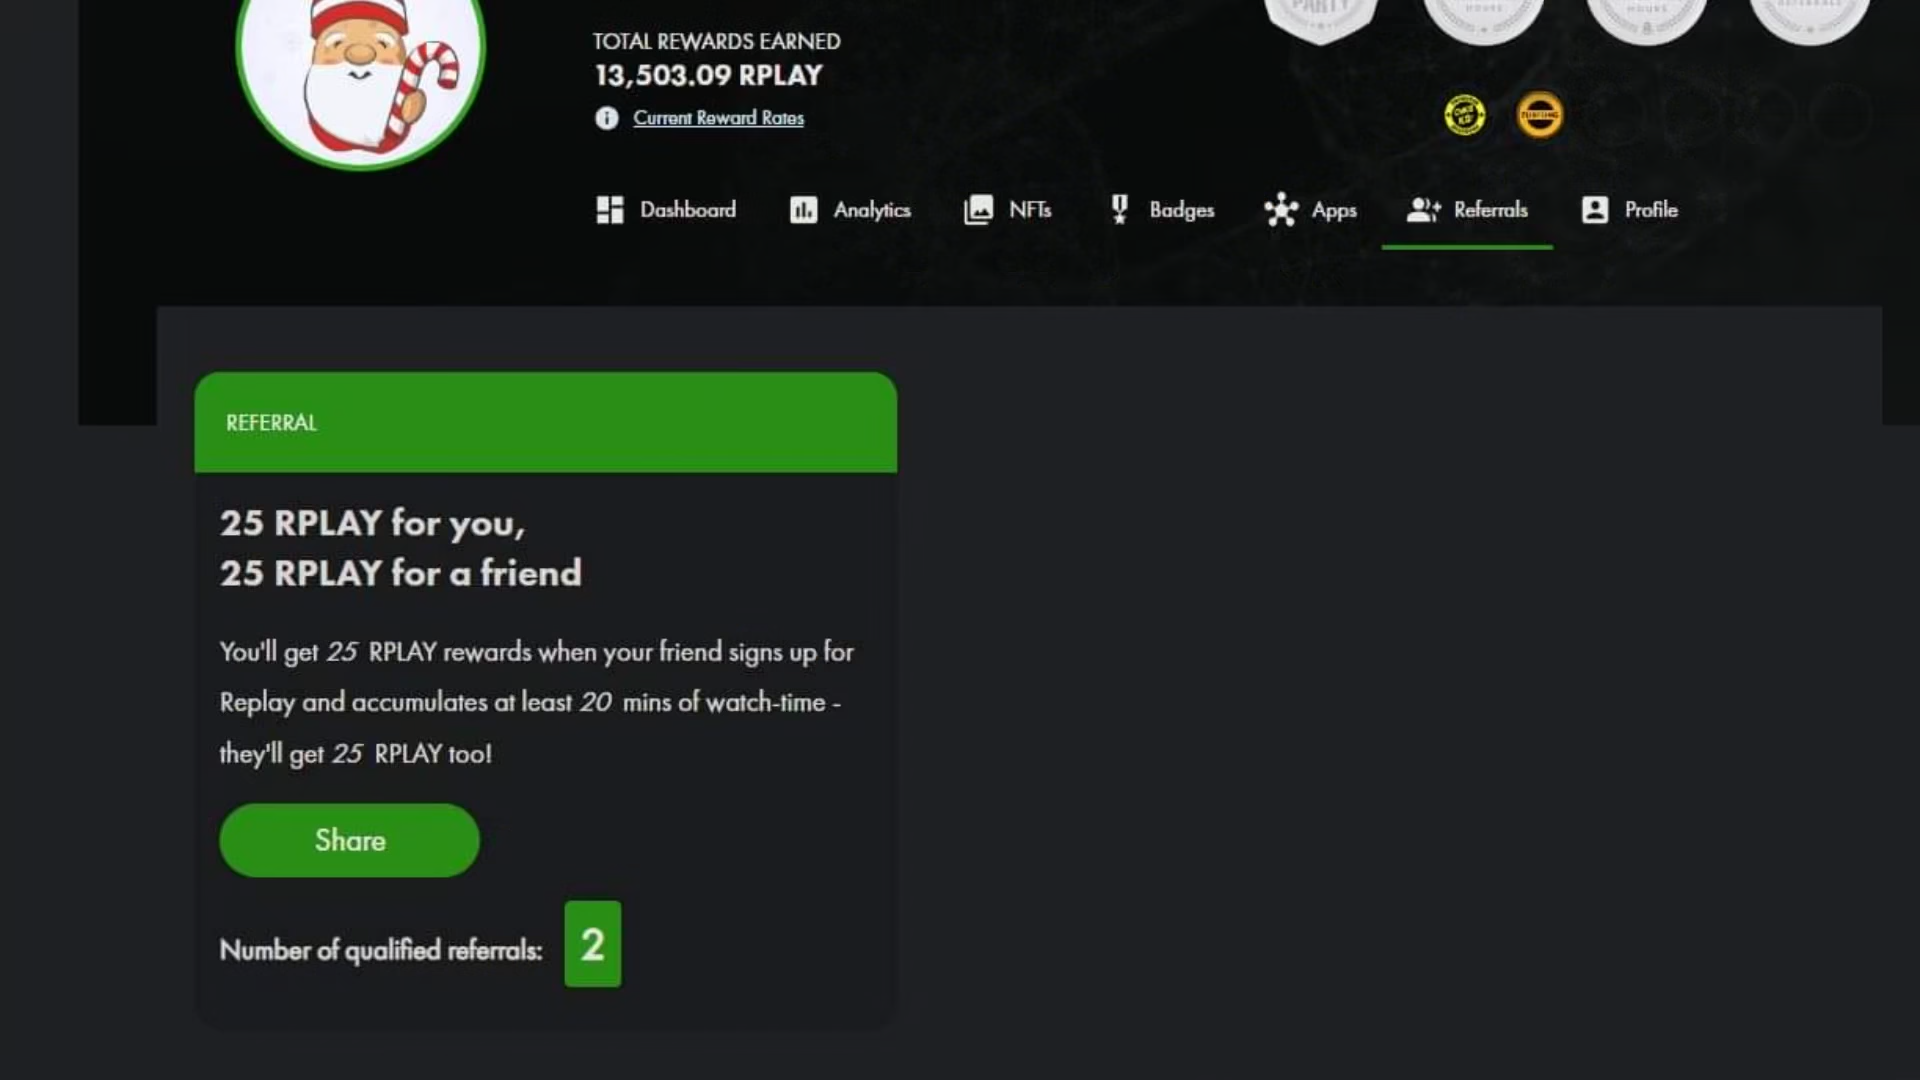 PARTY
HOURS
TOTAL REWARDS EARNED
13,503.09 RPLAY
Current Reward Rates
Dashboard
Analytics
NFTs
Badges
Apps
Referrals
Profile
REFERRAL
25 RPLAY for you,
25 RPLAY for a friend
You'll get 25 RPLAY rewards when your friend signs up for
Replay and accumulates at least 20 mins of watch-time -
they'll get 25 RPLAY too!
Share
Number of qualified referrals: 2